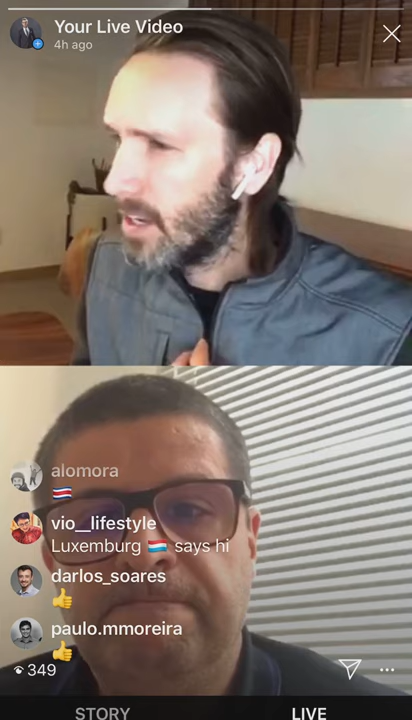 Your Live Video
4h ago
alomora
🇨🇷
vio__lifestyle
Luxemburg 🇱🇺 says hi
darlos_soares
👍
paulo.mmoreira
👍
349
STORY
LIVE